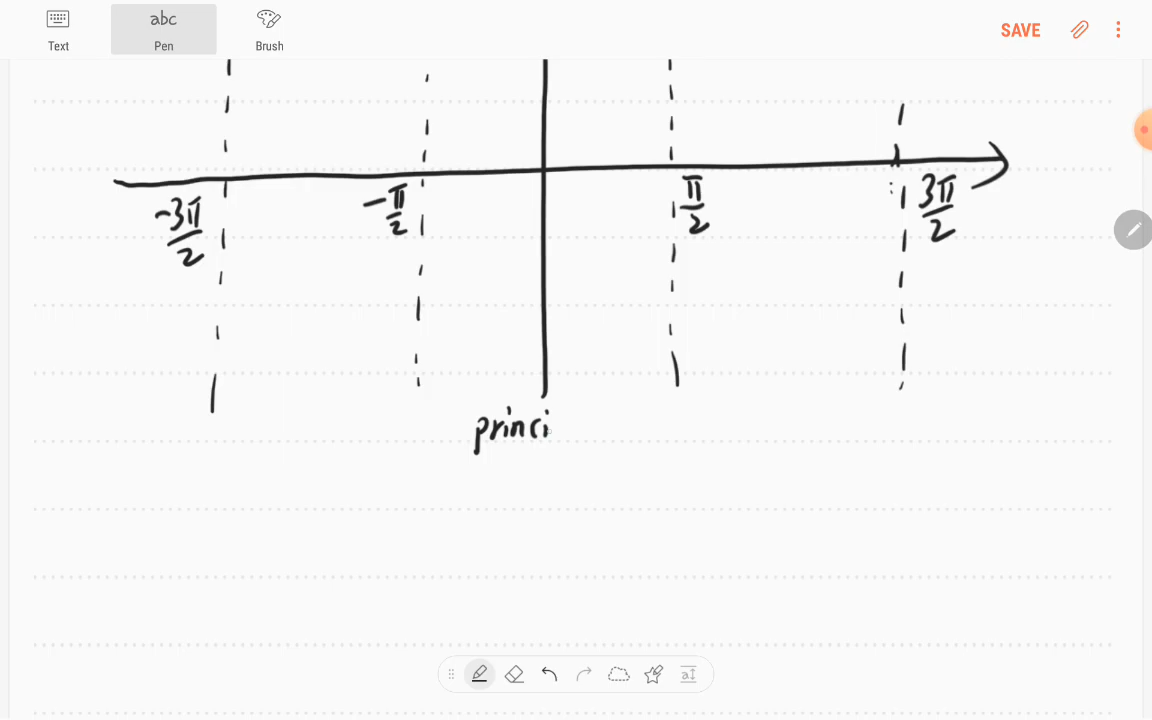 abc
SAVE
Text
Pen
Brush
-3π/2
-π/2
π/2
3π/2
princi
a